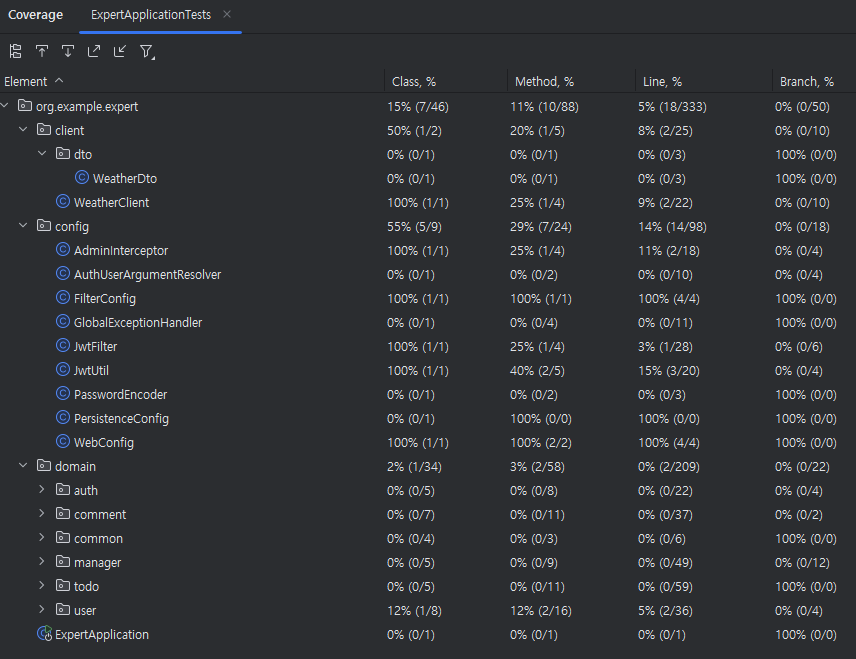 Coverage ExpertApplicationTests
Element Class, % Method, % Line, % Branch, %
org.example.expert 15% (7/46) 11% (10/88) 5% (18/333) 0% (0/50)
client 50% (1/2) 20% (1/5) 8% (2/25) 0% (0/10)
dto 0% (0/1) 0% (0/1) 0% (0/3) 100% (0/0)
WeatherDto 0% (0/1) 0% (0/1) 0% (0/3) 100% (0/0)
WeatherClient 100% (1/1) 25% (1/4) 9% (2/22) 0% (0/10)
config 55% (5/9) 29% (7/24) 14% (14/98) 0% (0/18)
AdminInterceptor 100% (1/1) 25% (1/4) 11% (2/18) 0% (0/4)
AuthUserArgumentResolver 0% (0/1) 0% (0/2) 0% (0/10) 0% (0/4)
FilterConfig 100% (1/1) 100% (1/1) 100% (4/4) 100% (0/0)
GlobalExceptionHandler 0% (0/1) 0% (0/4) 0% (0/11) 100% (0/0)
JwtFilter 100% (1/1) 25% (1/4) 3% (1/28) 0% (0/6)
JwtUtil 100% (1/1) 40% (2/5) 15% (3/20) 0% (0/4)
PasswordEncoder 0% (0/1) 0% (0/2) 0% (0/3) 100% (0/0)
PersistenceConfig 0% (0/1) 100% (0/0) 100% (0/0) 100% (0/0)
WebConfig 100% (1/1) 100% (2/2) 100% (4/4) 100% (0/0)
domain 2% (1/34) 3% (2/58) 0% (2/209) 0% (0/22)
auth 0% (0/5) 0% (0/8) 0% (0/22) 0% (0/4)
comment 0% (0/7) 0% (0/11) 0% (0/37) 0% (0/2)
common 0% (0/4) 0% (0/3) 0% (0/6) 100% (0/0)
manager 0% (0/5) 0% (0/9) 0% (0/49) 0% (0/12)
todo 0% (0/5) 0% (0/11) 0% (0/59) 100% (0/0)
user 12% (1/8) 12% (2/16) 5% (2/36) 0% (0/4)
ExpertApplication 0% (0/1) 0% (0/1) 0% (0/1) 100% (0/0)